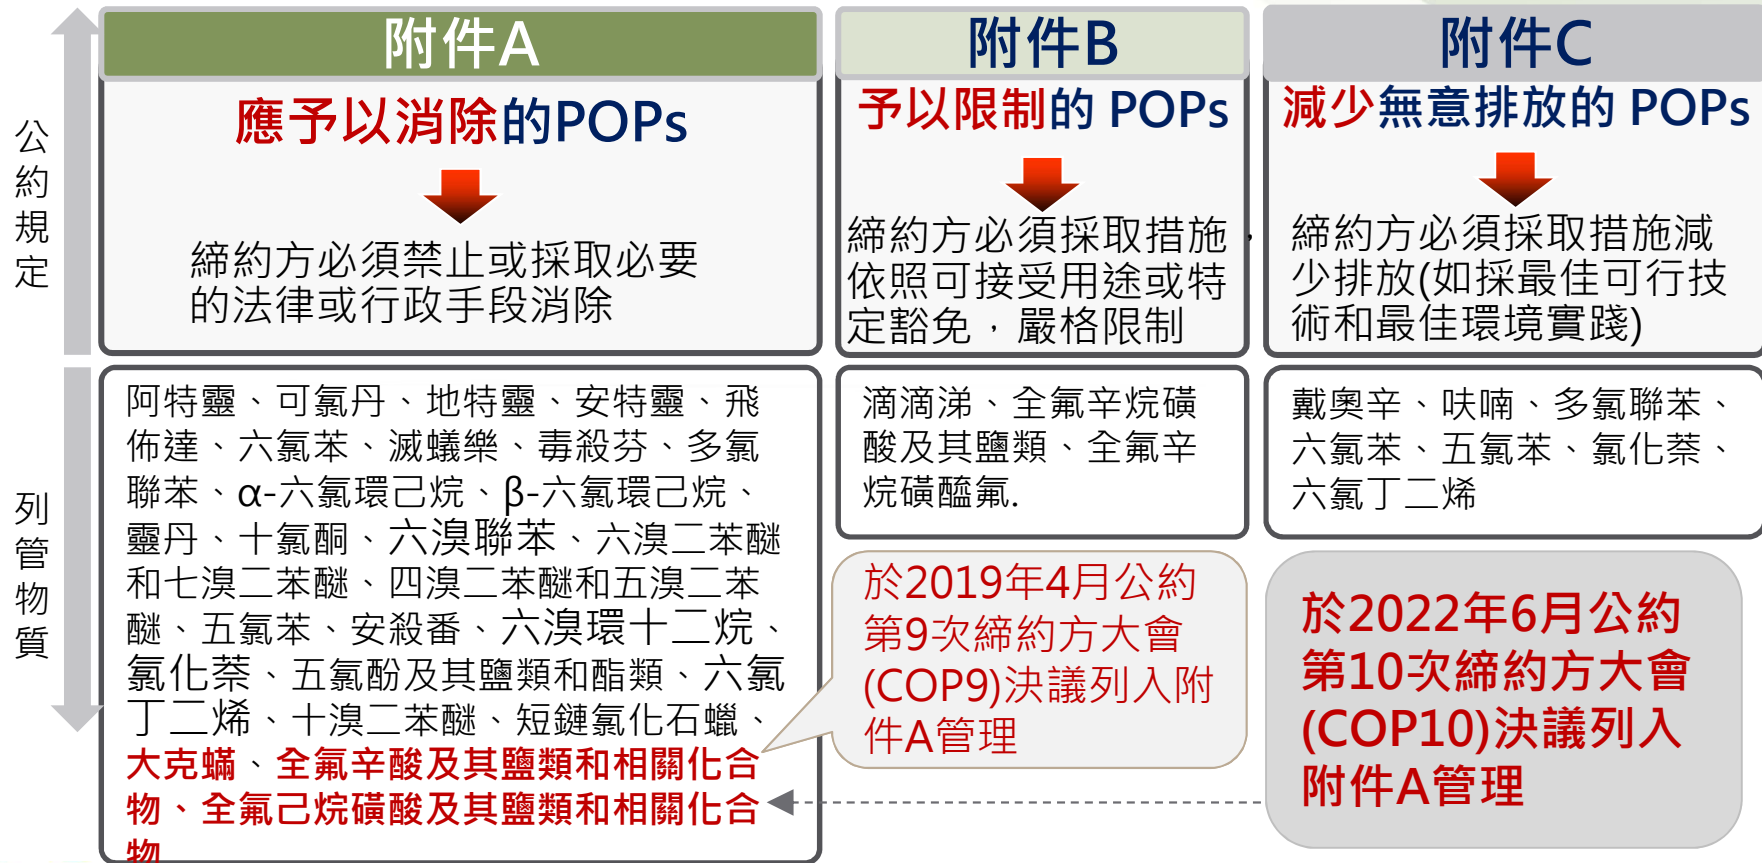 公約規定
附件A
應予以消除的POPs
締約方必須禁止或採取必要
的法律或行政手段消除
附件B
予以限制的 POPs
締約方必須採取措施，
依照可接受用途或特
定豁免，嚴格限制
附件C
減少無意排放的 POPs
締約方必須採取措施減
少排放(如採最佳可行技
術和最佳環境實踐)
列管物質
阿特靈、可氯丹、地特靈、安特靈、飛
佈達、六氯苯、滅蟻樂、毒殺芬、多氯
聯苯、α-六氯環己烷、β-六氯環己烷、
靈丹、十氯酮、六溴聯苯、六溴二苯醚
和七溴二苯醚、四溴二苯醚和五溴二苯
醚、五氯苯、安殺番、六溴環十二烷、
氯化萘、五氯酚及其鹽類和酯類、六氯
丁二烯、十溴二苯醚、短鏈氯化石蠟、
大克蟎、全氟辛酸及其鹽類和相關化合
物、全氟己烷磺酸及其鹽類和相關化合
物
滴滴涕、全氟辛烷磺
酸及其鹽類、全氟辛
烷磺醯氟.
戴奧辛、呋喃、多氯聯苯、
六氯苯、五氯苯、氯化萘、
六氯丁二烯
於2019年4月公約
第9次締約方大會
(COP9)決議列入附
件A管理
於2022年6月公約
第10次締約方大會
(COP10)決議列入
附件A管理